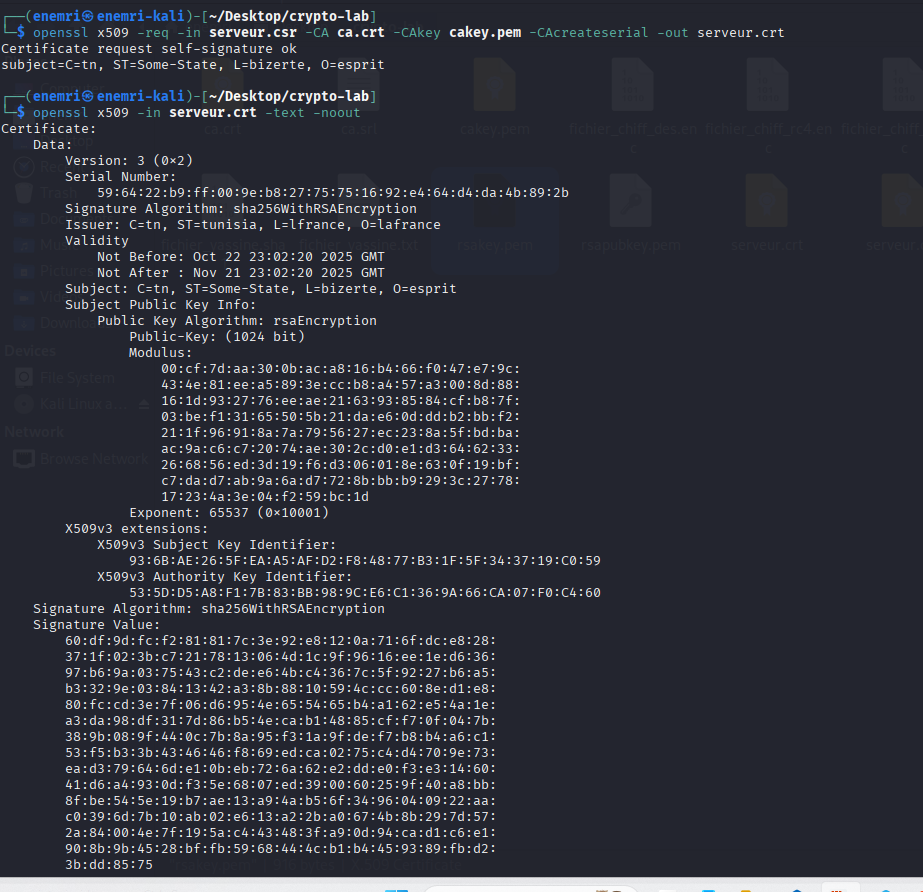 ┌──(enemri㉿enemri-kali)-[~/Desktop/crypto-lab]
└─$ openssl x509 -req -in serveur.csr -CA ca.crt -CAkey cakey.pem -CAcreateserial -out serveur.crt
Certificate request self-signature ok
subject=C=tn, ST=Some-State, L=bizerte, O=esprit
┌──(enemri㉿enemri-kali)-[~/Desktop/crypto-lab]
└─$ openssl x509 -in serveur.crt -text -noout
Certificate:
    Data:
        Version: 3 (0×2)
        Serial Number:
            59:64:22:b9:ff:00:9e:b8:27:75:75:16:92:e4:64:d4:da:4b:89:2b
        Signature Algorithm: sha256WithRSAEncryption
        Issuer: C=tn, ST=tunisia, L=lfrance, O=lafrance
        Validity
            Not Before: Oct 22 23:02:20 2025 GMT
            Not After : Nov 21 23:02:20 2025 GMT
        Subject: C=tn, ST=Some-State, L=bizerte, O=esprit
        Subject Public Key Info:
            Public Key Algorithm: rsaEncryption
                Public-Key: (1024 bit)
                Modulus:
                    00:cf:7d:aa:30:0b:ac:a8:16:b4:66:f0:47:e7:9c:
                    43:4e:81:ee:a5:89:3e:cc:b8:a4:57:a3:00:8d:88:
                    16:1d:93:27:76:ee:ae:21:63:93:85:84:cf:b8:7f:
                    03:be:f1:31:65:50:5b:21:da:e6:0d:dd:b2:bb:f2:
                    21:1f:96:91:8a:7a:79:56:27:ec:23:8a:5f:bd:ba:
                    ac:9a:c6:c7:20:74:ae:30:2c:d0:e1:d3:64:62:33:
                    26:68:56:ed:3d:19:f6:d3:06:01:8e:63:0f:19:bf:
                    c7:da:d7:ab:9a:6a:d7:72:8b:bb:b9:29:3c:27:78:
                    17:23:4a:3e:04:f2:59:bc:1d
                Exponent: 65537 (0×10001)
        X509v3 extensions:
            X509v3 Subject Key Identifier:
                93:6B:AE:26:5F:EA:A5:AF:D2:F8:48:77:B3:1F:5F:34:37:19:C0:59
            X509v3 Authority Key Identifier:
                53:5D:D5:A8:F1:7B:83:BB:98:9C:E6:C1:36:9A:66:CA:07:F0:C4:60
    Signature Algorithm: sha256WithRSAEncryption
    Signature Value:
        60:df:9d:fc:f2:81:81:7c:3e:92:e8:12:0a:71:6f:dc:e8:28:
        37:1f:02:3b:c7:21:78:13:06:4d:1c:9f:96:16:ee:1e:d6:36:
        97:b6:9a:03:75:43:c2:de:e6:4b:c4:36:7c:5f:92:27:b6:a5:
        b3:32:9e:03:84:13:42:a3:8b:88:10:59:4c:cc:60:8e:d1:e8:
        80:fc:cd:3e:7f:06:d6:95:4e:65:54:65:b4:a1:62:e5:4a:1e:
        a3:da:98:df:31:7d:86:b5:4e:ca:b1:48:85:cf:f7:0f:04:7b:
        38:9b:08:9f:44:0c:7b:8a:95:f3:1a:9f:de:f7:b8:b4:a6:c1:
        53:f5:b3:3b:43:46:46:f8:69:ed:ca:02:75:c4:d4:70:9e:73:
        ea:d3:79:64:6d:e1:0b:eb:72:6a:62:e2:dd:e0:f3:e3:14:60:
        41:d6:a4:93:0d:f3:5e:68:07:ed:39:00:60:25:9f:40:a8:bb:
        8f:be:54:5e:19:b7:ae:13:a9:4a:b5:6f:34:96:04:09:22:aa:
        c0:39:6d:7b:10:ab:02:e6:13:a2:2b:a0:67:4b:8b:29:7d:57:
        2a:84:00:4e:7f:19:5a:c4:43:48:3f:a9:0d:94:ca:d1:c6:e1:
        90:8b:9b:45:28:bf:fb:59:68:44:4c:b1:b4:45:93:89:fb:d2:
        3b:dd:85:75